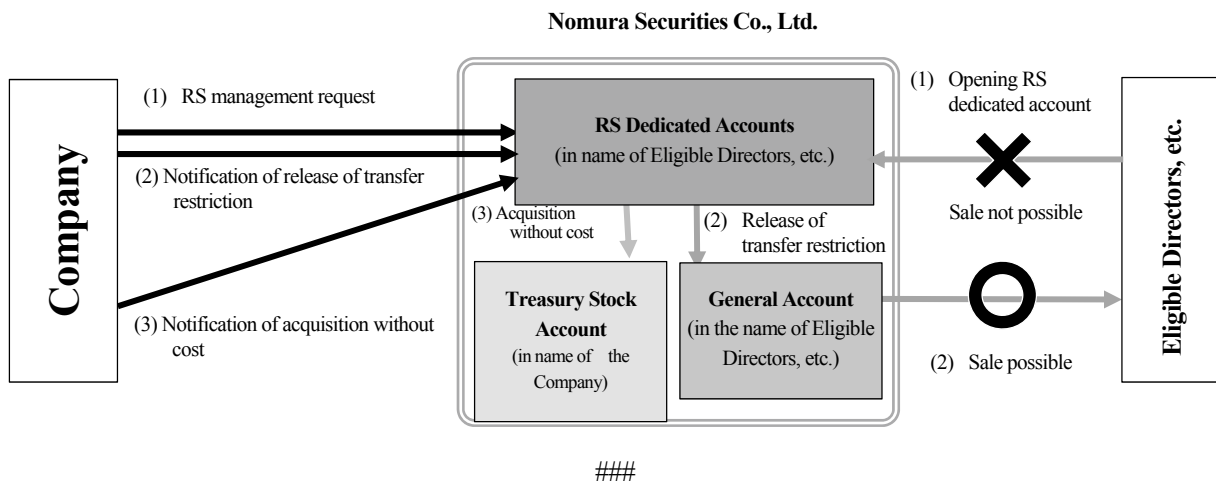 Nomura Securities Co., Ltd.
Company
(1) RS management request
(2) Notification of release of transfer
restriction
(3) Notification of acquisition without
cost
RS Dedicated Accounts
(in name of Eligible Directors, etc.)
(3) Acquisition
without cost
(2) Release of
transfer restriction
Treasury Stock
Account
(in name of the
Company)
General Account
(in the name of Eligible
Directors, etc.)
(1) Opening RS
dedicated account
Sale not possible
(2) Sale possible
Eligible Directors, etc.
###